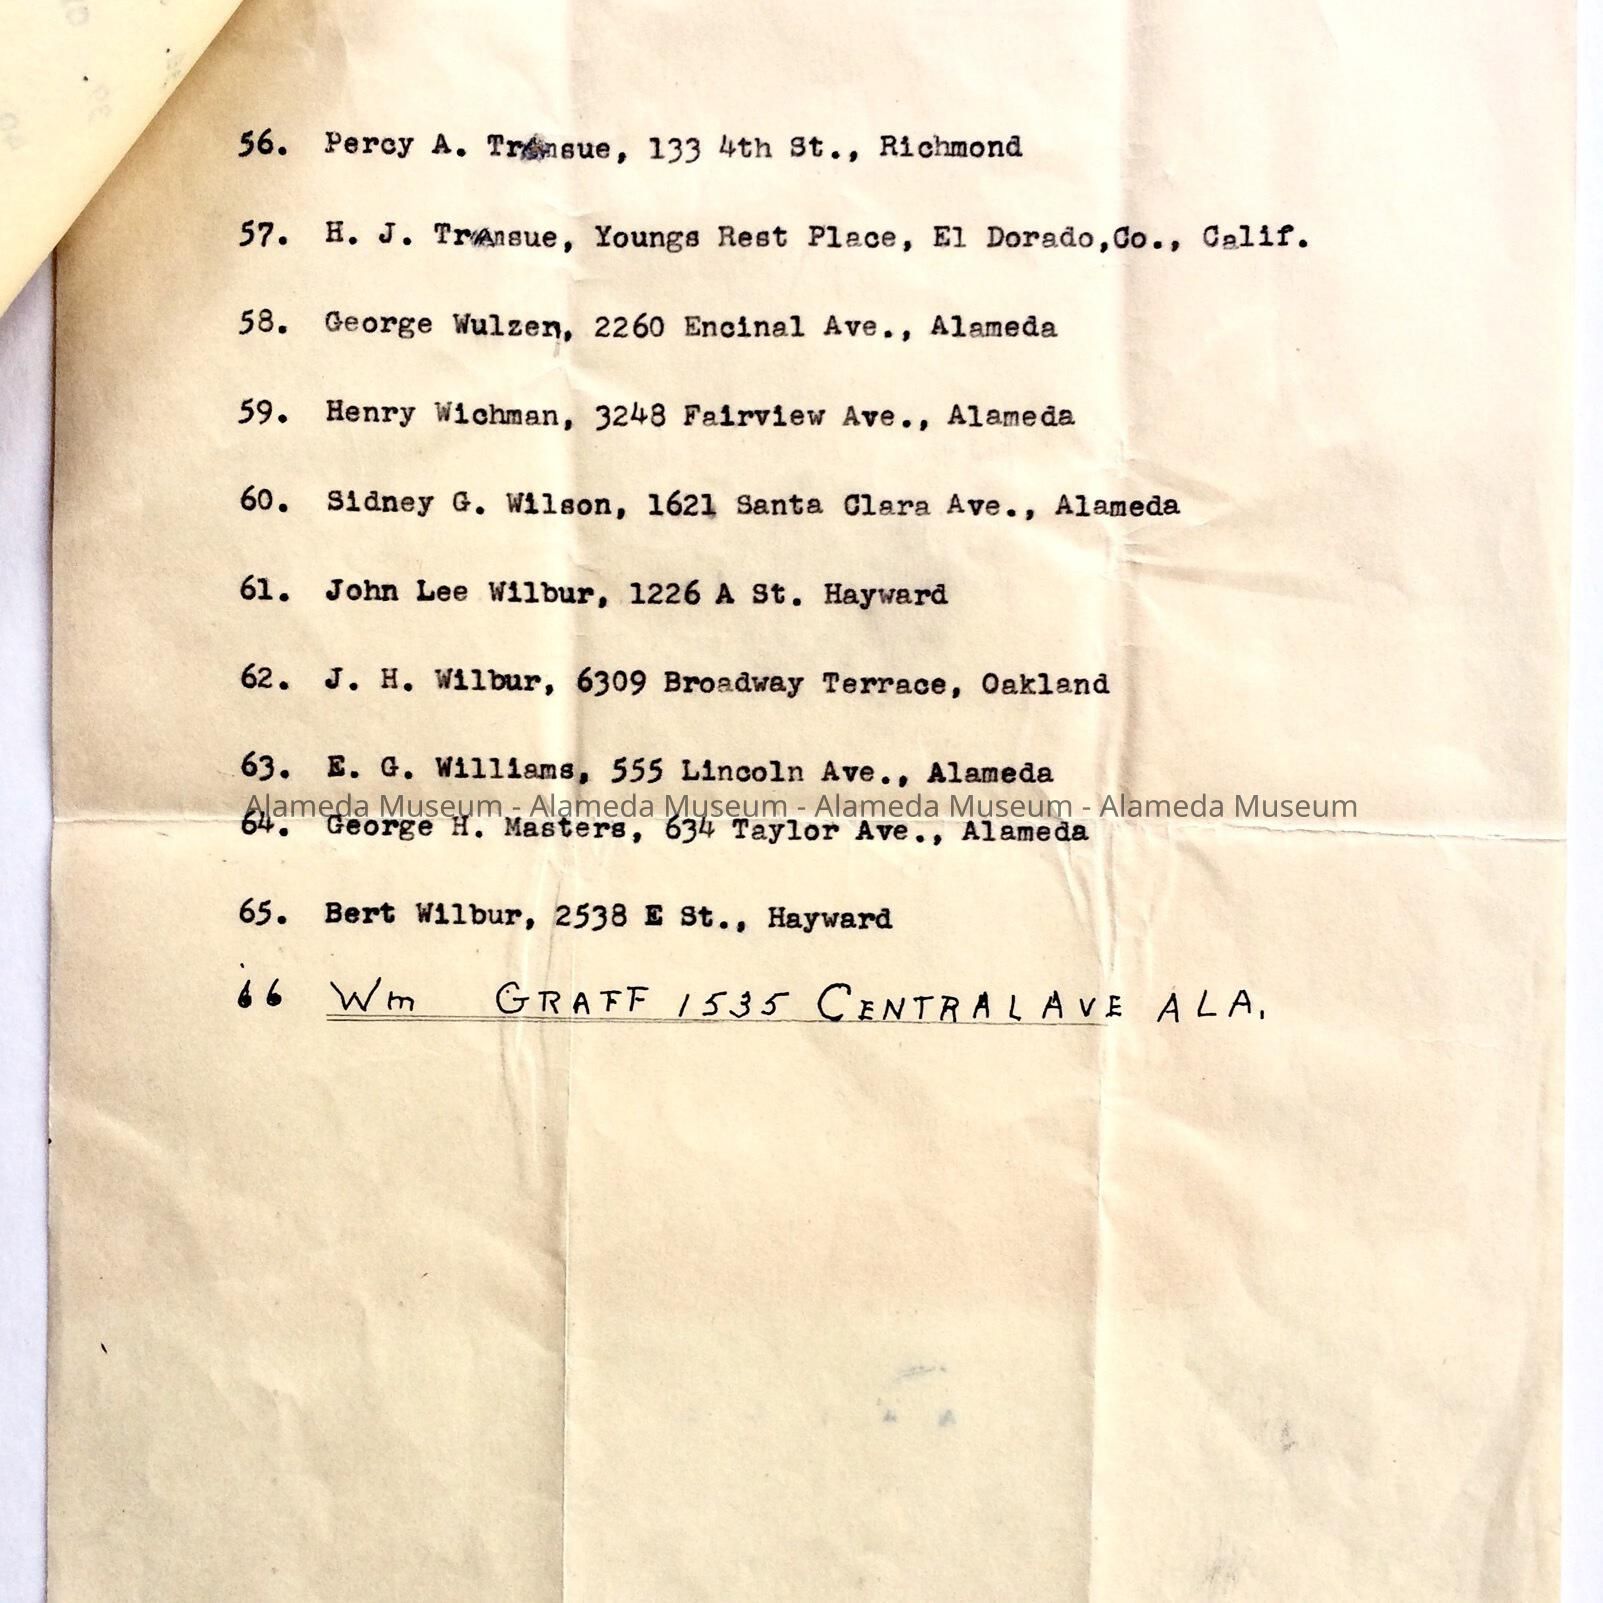 56. Percy A. Transue, 133 4th St., Richmond
57. H. J. Transue, Youngs Rest Place, El Dorado,Co., Calif.
58. George Wulzen, 2260 Encinal Ave., Alameda
59. Henry Wichman, 3248 Fairview Ave., Alameda
60. Sidney G. Wilson, 1621 Santa Clara Ave., Alameda
61. John Lee Wilbur, 1226 A St. Hayward
62. J. H. Wilbur, 6309 Broadway Terrace, Oakland
63. E. G. Williams, 555 Lincoln Ave., Alameda
Alameda Museum - Alameda Museum - Alameda Museum - Alameda Museum
64. George H. Masters, 634 Taylor Ave., Alameda
65. Bert Wilbur, 2538 E St., Hayward
66 Wm GRAFF 1535 CENTRAL AVE ALA.